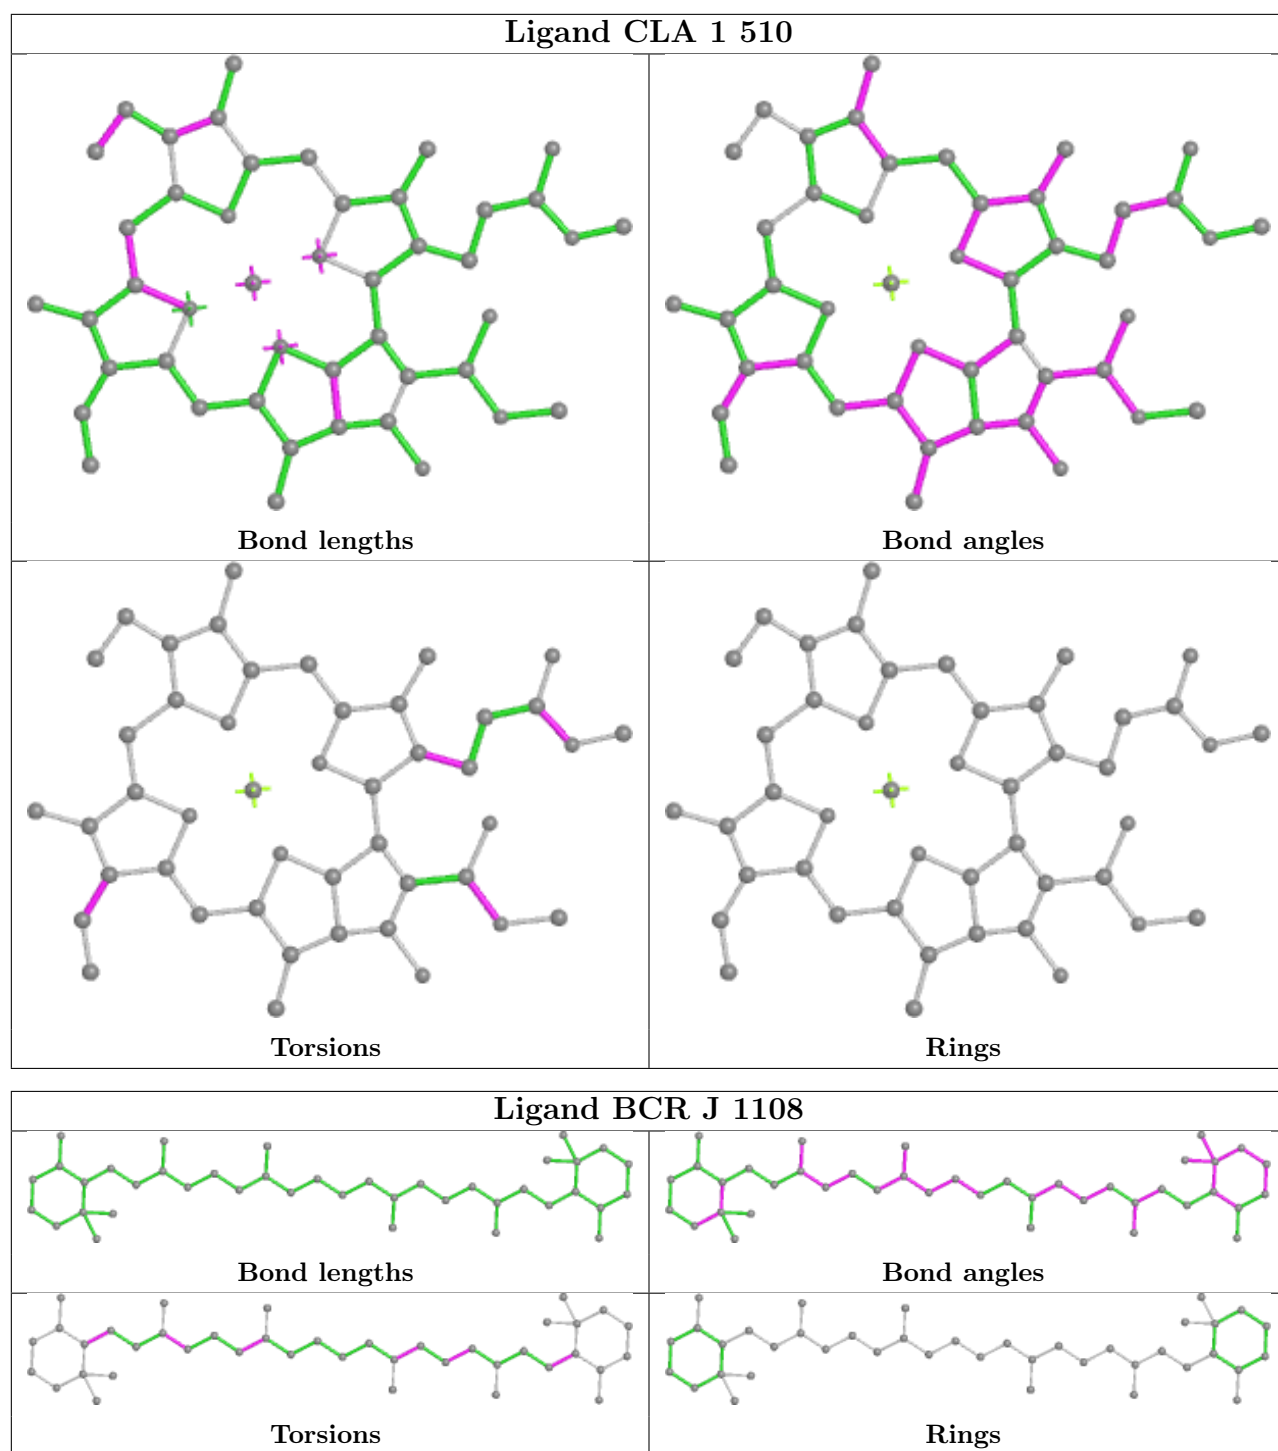 Ligand CLA 1 510
Bond lengths
Bond angles
Torsions
Rings
Ligand BCR J 1108
Bond lengths
Bond angles
Torsions
Rings